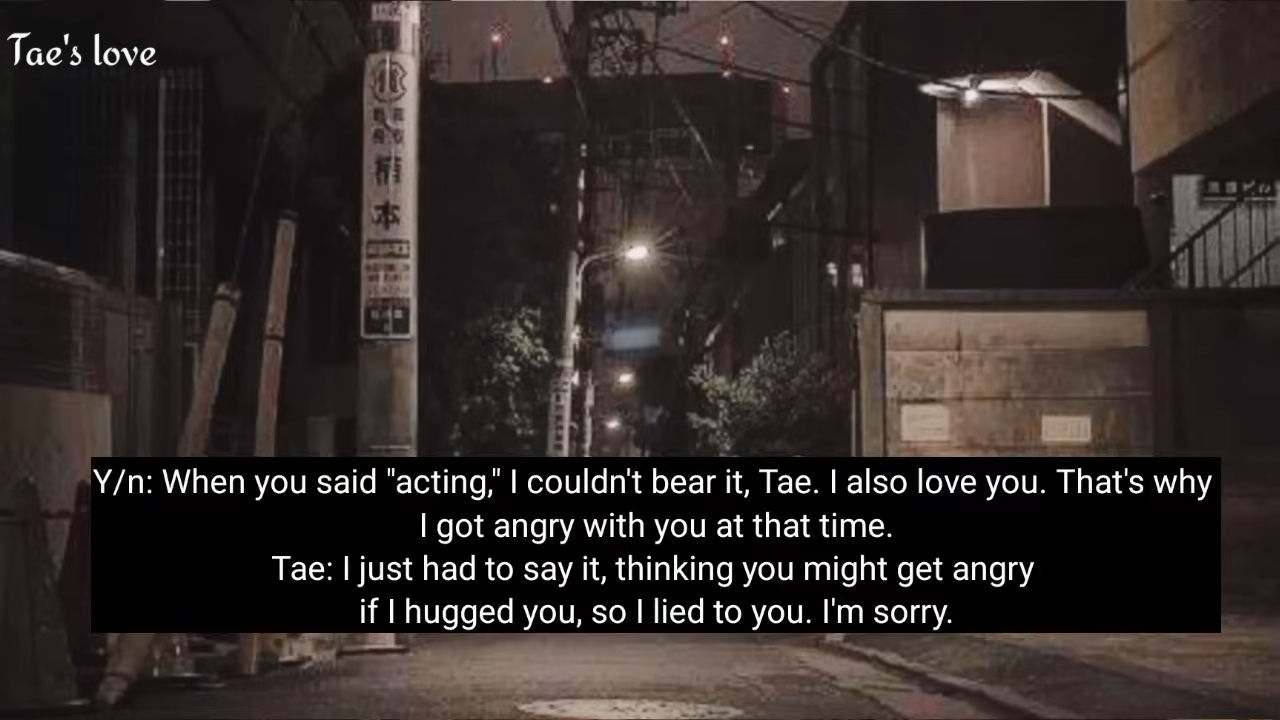 Tae's love
本
Y/n: When you said "acting," I couldn't bear it, Tae. I also love you. That's why
I got angry with you at that time.
Tae: I just had to say it, thinking you might get angry
if I hugged you, so I lied to you. I'm sorry.